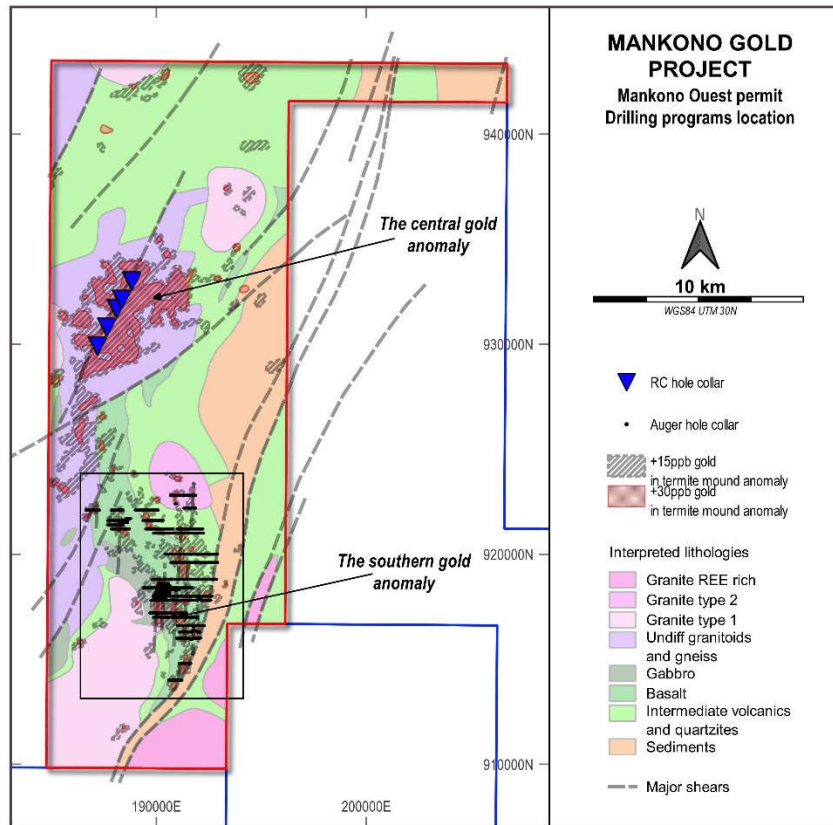 MANKONO GOLD
PROJECT
Mankono Ouest permit
Drilling programs location
940000N
N
The central gold
anomaly
10 km
WGS84 UTM 30N
930000N
RC hole collar
Auger hole collar
+15ppb gold
in termite mound anomaly
+30ppb gold
in termite mound anomaly
920000N
The southern gold
anomaly
Interpreted lithologies
Granite REE rich
Granite type 2
Granite type 1
Undiff granitoids
and gneiss
Gabbro
Basalt
Intermediate volcanics
and quartzites
Sediments
910000N
Major shears
190000E
200000E